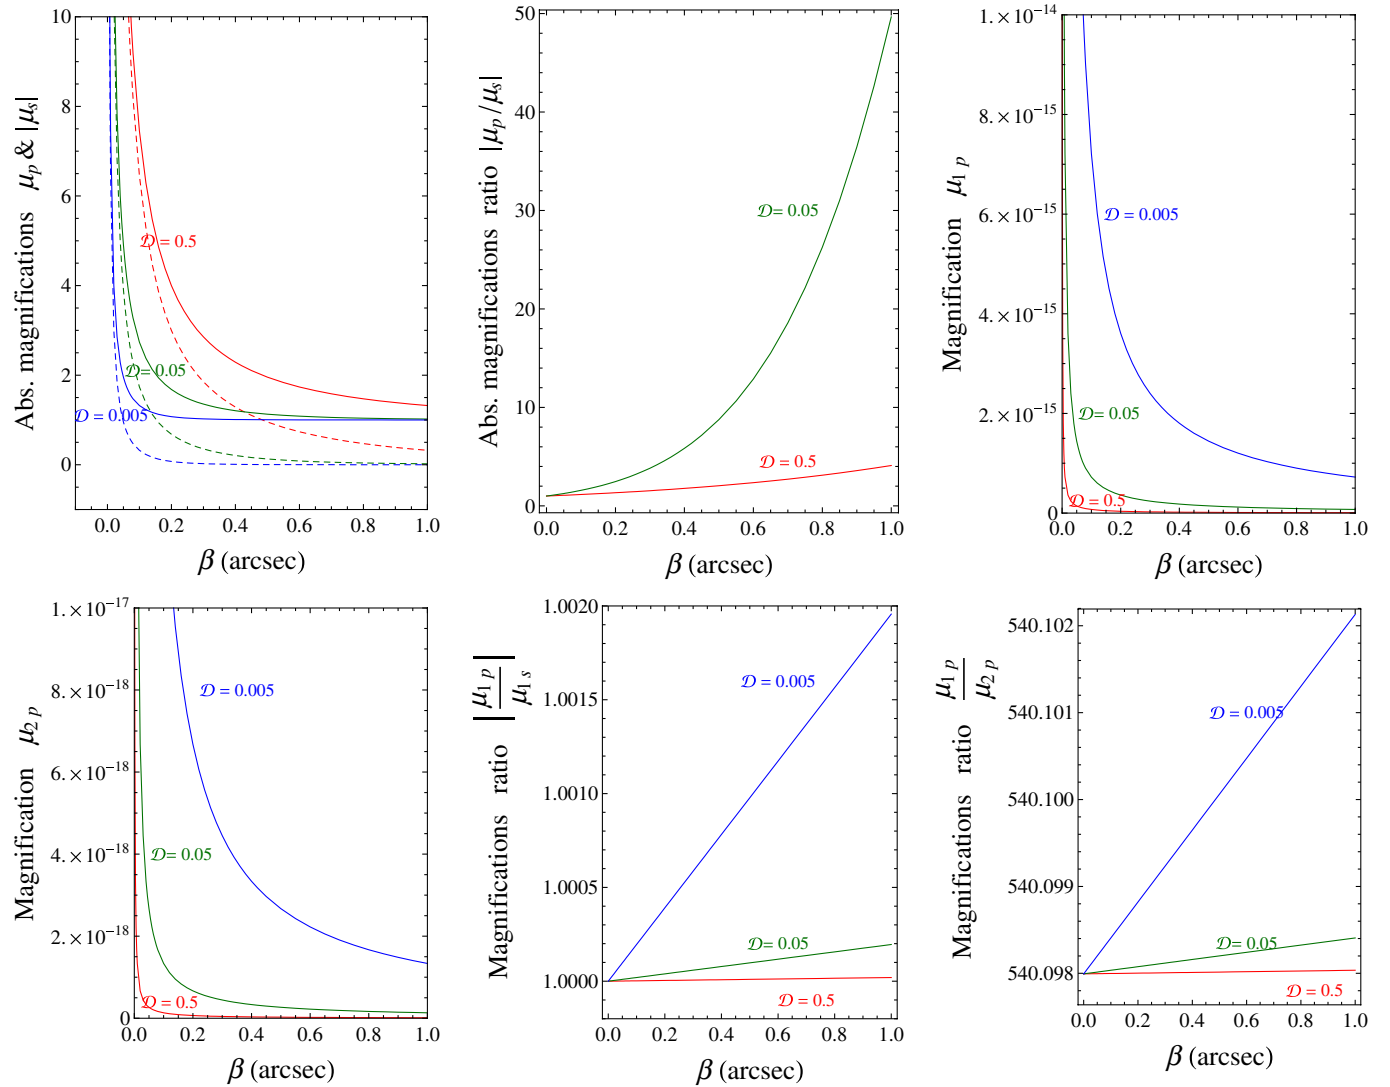 Abs. magnifications μp & |μs|
10
8
6
4
2
0
𝒟 = 0.5
𝒟 = 0.05
𝒟 = 0.005
0.0 0.2 0.4 0.6 0.8 1.0
β (arcsec)
Abs. magnifications ratio |μp/μs|
50
40
30
20
10
0
𝒟 = 0.05
𝒟 = 0.5
0.0 0.2 0.4 0.6 0.8 1.0
β (arcsec)
Magnification μ1p
1.×10⁻¹⁴
8.×10⁻¹⁵
6.×10⁻¹⁵
4.×10⁻¹⁵
2.×10⁻¹⁵
0
𝒟 = 0.005
𝒟 = 0.05
𝒟 = 0.5
0.0 0.2 0.4 0.6 0.8 1.0
β (arcsec)
Magnification μ2p
1.×10⁻¹⁷
8.×10⁻¹⁸
6.×10⁻¹⁸
4.×10⁻¹⁸
2.×10⁻¹⁸
0
𝒟 = 0.005
𝒟 = 0.05
𝒟 = 0.5
0.0 0.2 0.4 0.6 0.8 1.0
β (arcsec)
Magnifications ratio |μ1p/μ1s|
1.0020
1.0015
1.0010
1.0005
1.0000
𝒟 = 0.005
𝒟 = 0.05
𝒟 = 0.5
0.0 0.2 0.4 0.6 0.8 1.0
β (arcsec)
Magnifications ratio μ1p/μ2p
540.102
540.101
540.100
540.099
540.098
𝒟 = 0.005
𝒟 = 0.05
𝒟 = 0.5
0.0 0.2 0.4 0.6 0.8 1.0
β (arcsec)